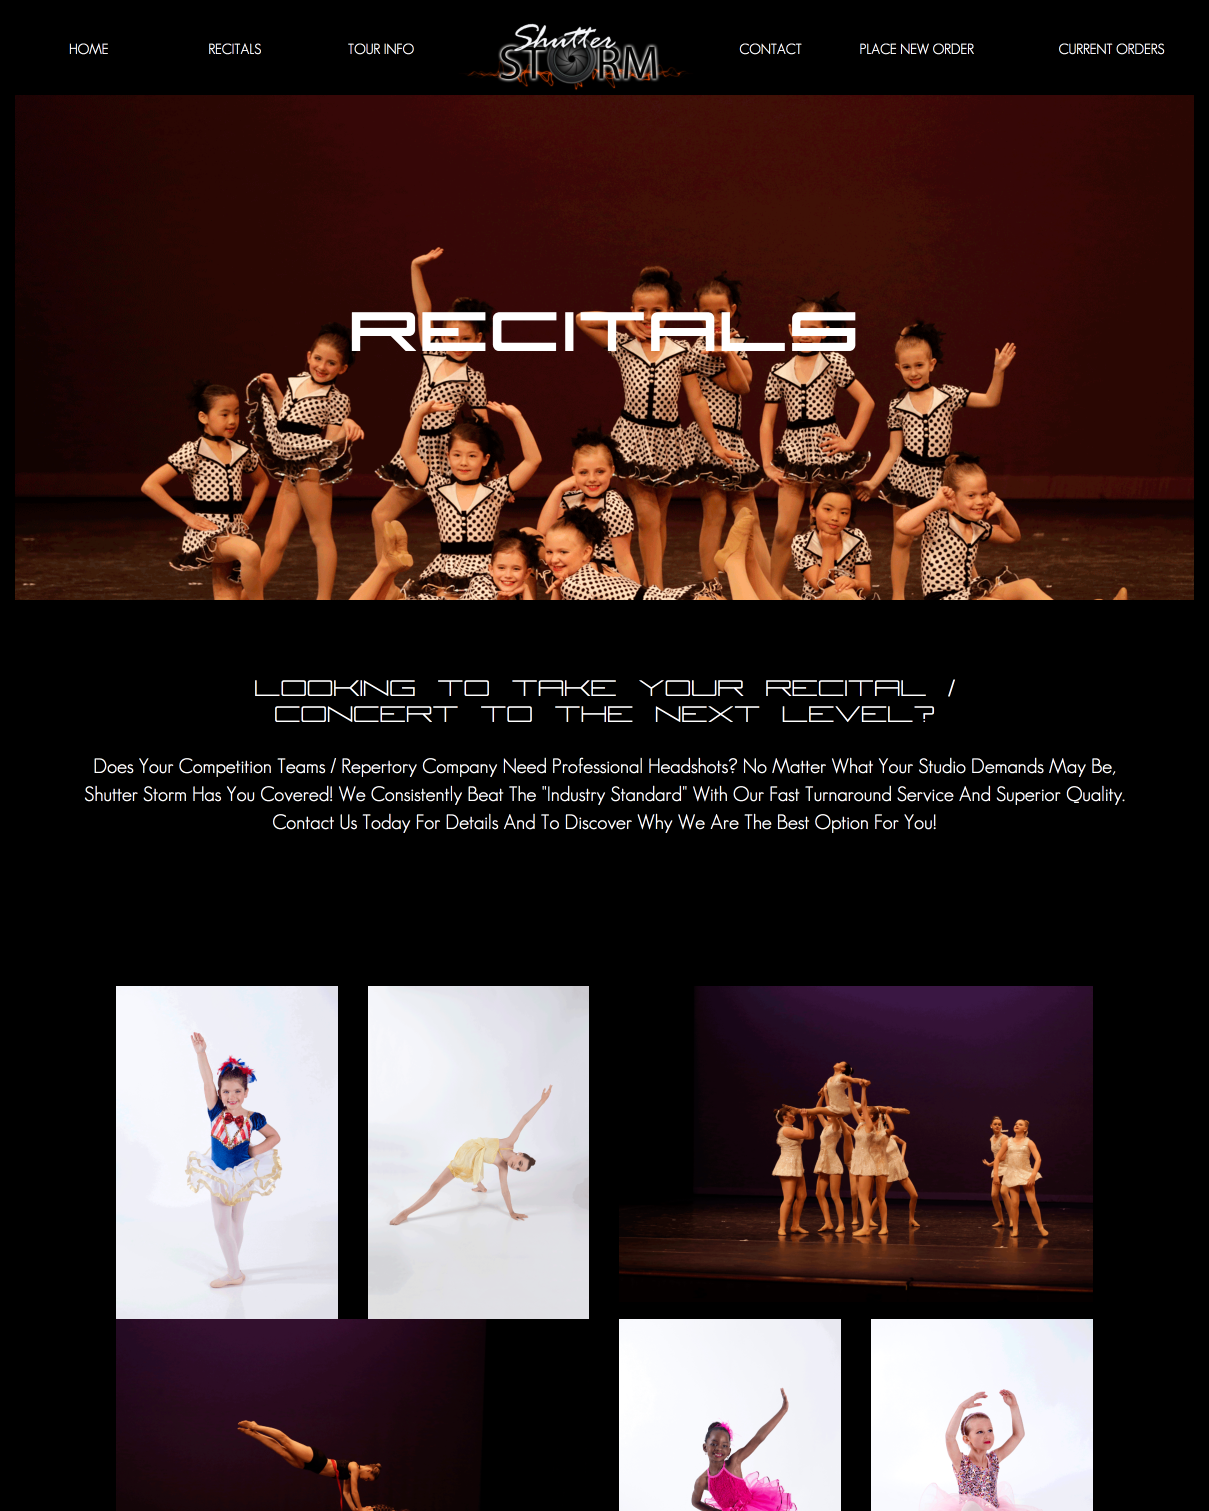 HOME
RECITALS
TOUR INFO
Shutter
STORM
CONTACT
PLACE NEW ORDER
CURRENT ORDERS
RECITALS
LOOKING TO TAKE YOUR RECITAL /
CONCERT TO THE NEXT LEVEL?
Does Your Competition Teams / Repertory Company Need Professional Headshots? No Matter What Your Studio Demands May Be,
Shutter Storm Has You Covered! We Consistently Beat The "Industry Standard" With Our Fast Turnaround Service And Superior Quality.
Contact Us Today For Details And To Discover Why We Are The Best Option For You!